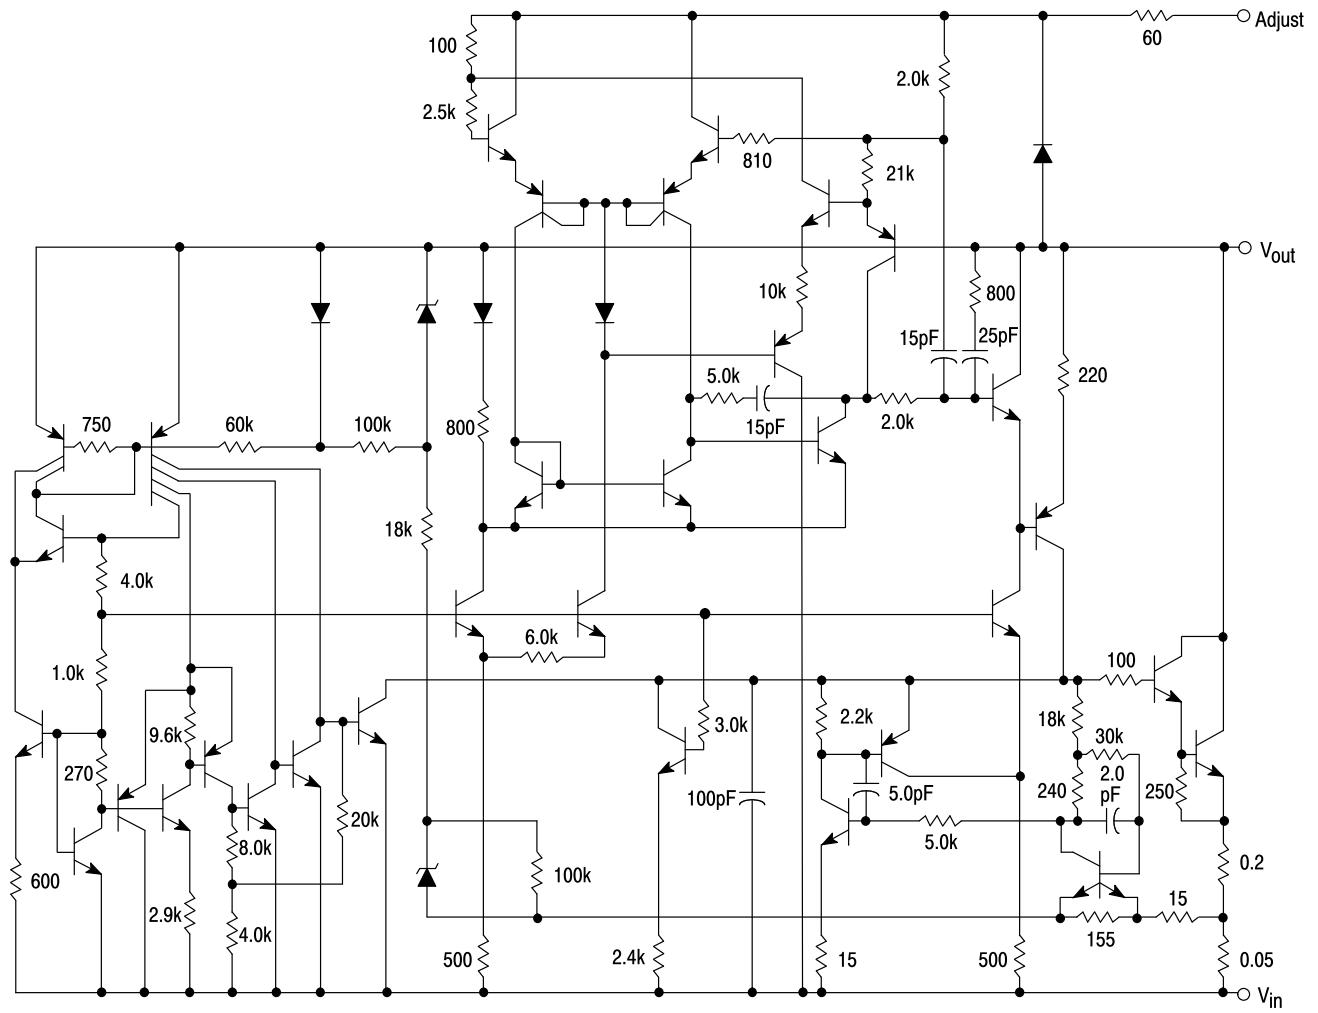 100
60
Adjust
2.5k
2.0k
810
21k
Vout
10k
800
15pF
25pF
5.0k
220
750
60k
100k
800
15pF
2.0k
18k
4.0k
6.0k
1.0k
100
9.6k
3.0k
2.2k
18k
30k
270
2.0
pF
100pF
5.0pF
240
250
20k
5.0k
8.0k
600
100k
0.2
2.9k
15
4.0k
155
500
2.4k
15
500
0.05
Vin